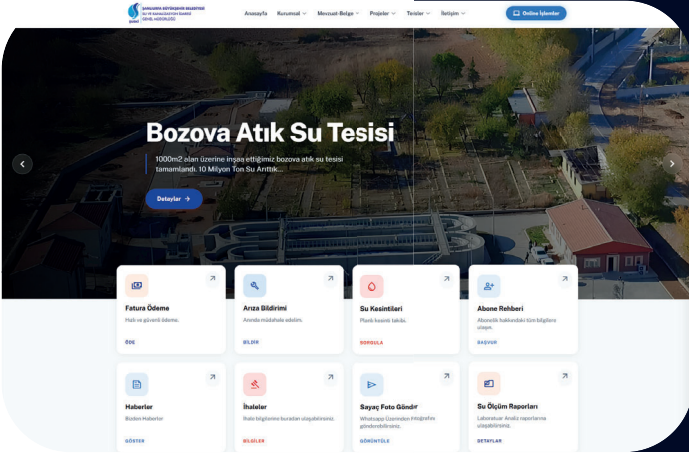 ŞANLIURFA BÜYÜKŞEHİR BELEDİYESİ
SU VE KANALİZASYON İDARESİ
GENEL MÜDÜRLÜĞÜ
Anasayfa Kurumsal Mevzuat-Belge Projeler Tesisler İletişim Online İşlemler
Bozova Atık Su Tesisi
1000m2 alan üzerine inşaa ettiğimiz bozova atık su tesisi
tamamlandı. 10 Milyon Ton Su Arıttık...
Detaylar
Fatura Ödeme
Hızlı ve güvenli ödeme.
ÖDE
Arıza Bildirimi
Anında müdahale edelim.
BİLDİR
Su Kesintileri
Planlı kesinti takibi.
SORGULA
Abone Rehberi
Abonelik hakkındaki tüm bilgilere
ulaşın.
BAŞVUR
Haberler
Bizden Haberler
GÖSTER
İhaleler
İhale bilgilerine buradan ulaşabilirsiniz.
BİLGİLER
Sayaç Foto Gönder
Whatsapp Üzerinden fotoğrafını
gönderebilirsiniz.
GÖRÜNTÜLE
Su Ölçüm Raporları
Laboratuar Analiz raporlarına
ulaşabilirsiniz.
DETAYLAR